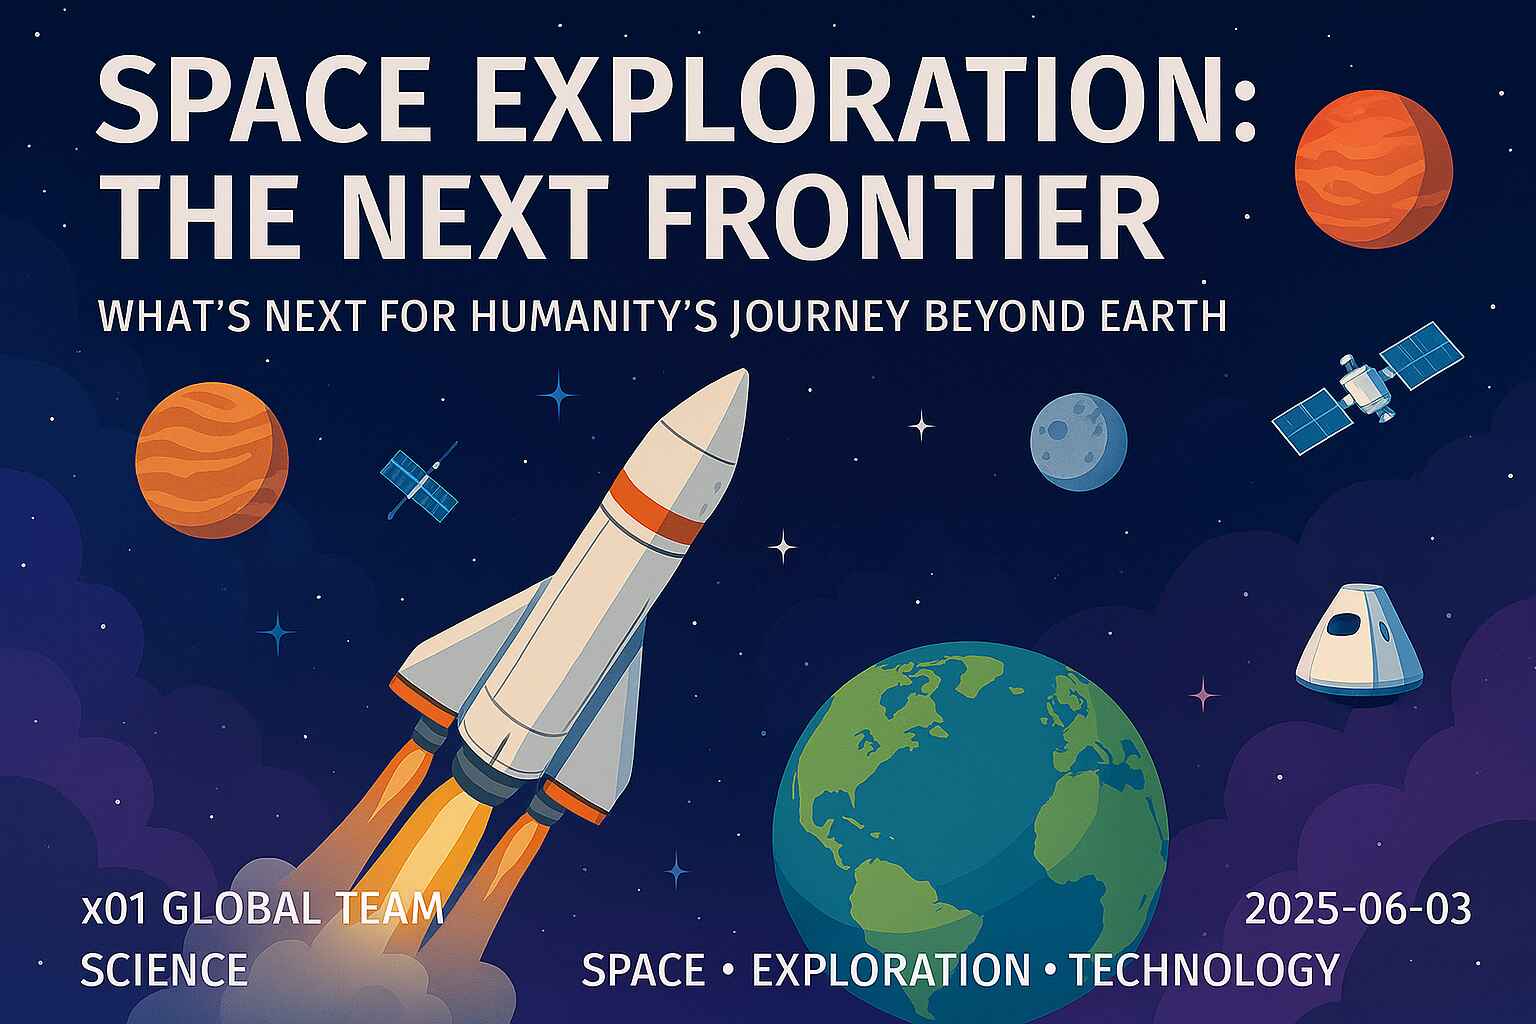 SPACE EXPLORATION:
THE NEXT FRONTIER
WHAT’S NEXT FOR HUMANITY’S JOURNEY BEYOND EARTH
x01 GLOBAL TEAM
2025-06-03
SCIENCE
SPACE • EXPLORATION • TECHNOLOGY